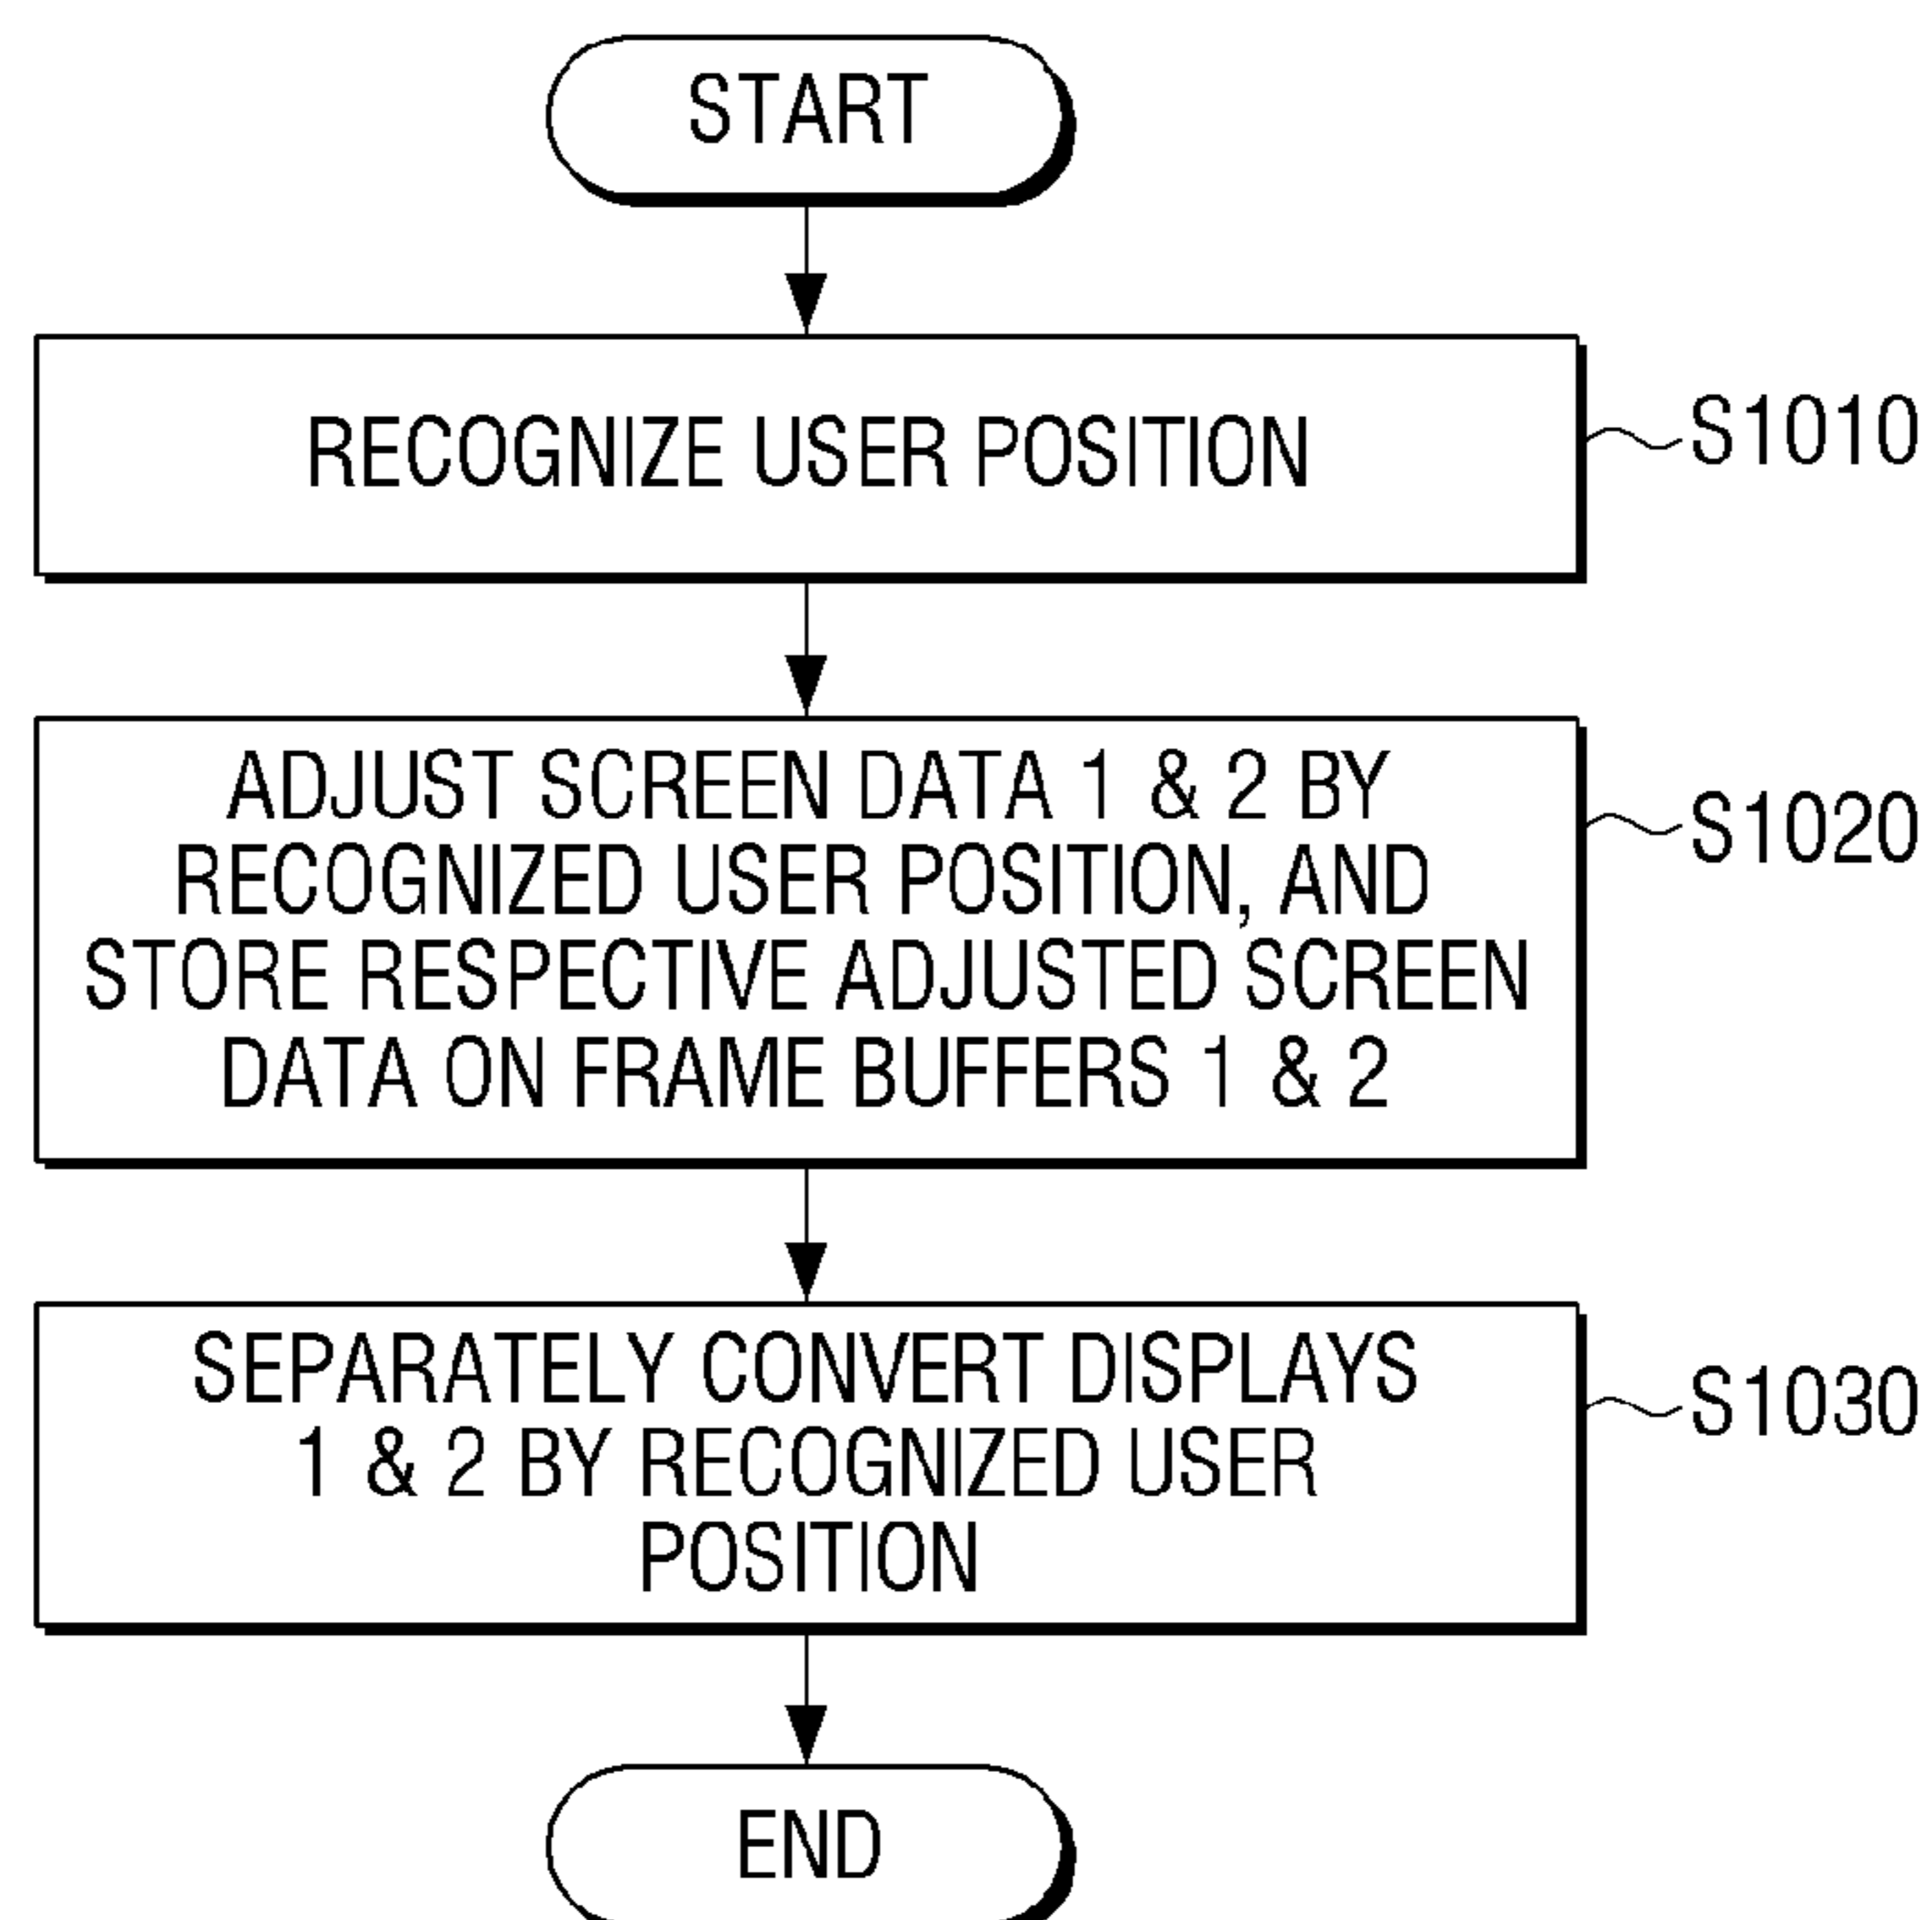 START
RECOGNIZE USER POSITION
S1010
ADJUST SCREEN DATA 1 & 2 BY
RECOGNIZED USER POSITION, AND
STORE RESPECTIVE ADJUSTED SCREEN
DATA ON FRAME BUFFERS 1 & 2
S1020
SEPARATELY CONVERT DISPLAYS
1 & 2 BY RECOGNIZED USER
POSITION
S1030
END